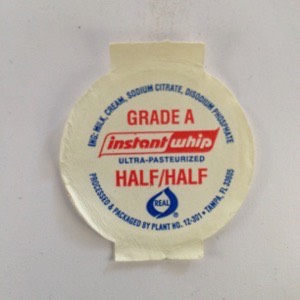 ING: MILK, CREAM, SODIUM CITRATE, DISODIUM PHOSPHATE
GRADE A
instant whip
ULTRA-PASTEURIZED
HALF/HALF
REAL®
PROCESSED & PACKAGED BY PLANT NO. 12-301 • TAMPA, FL 33605